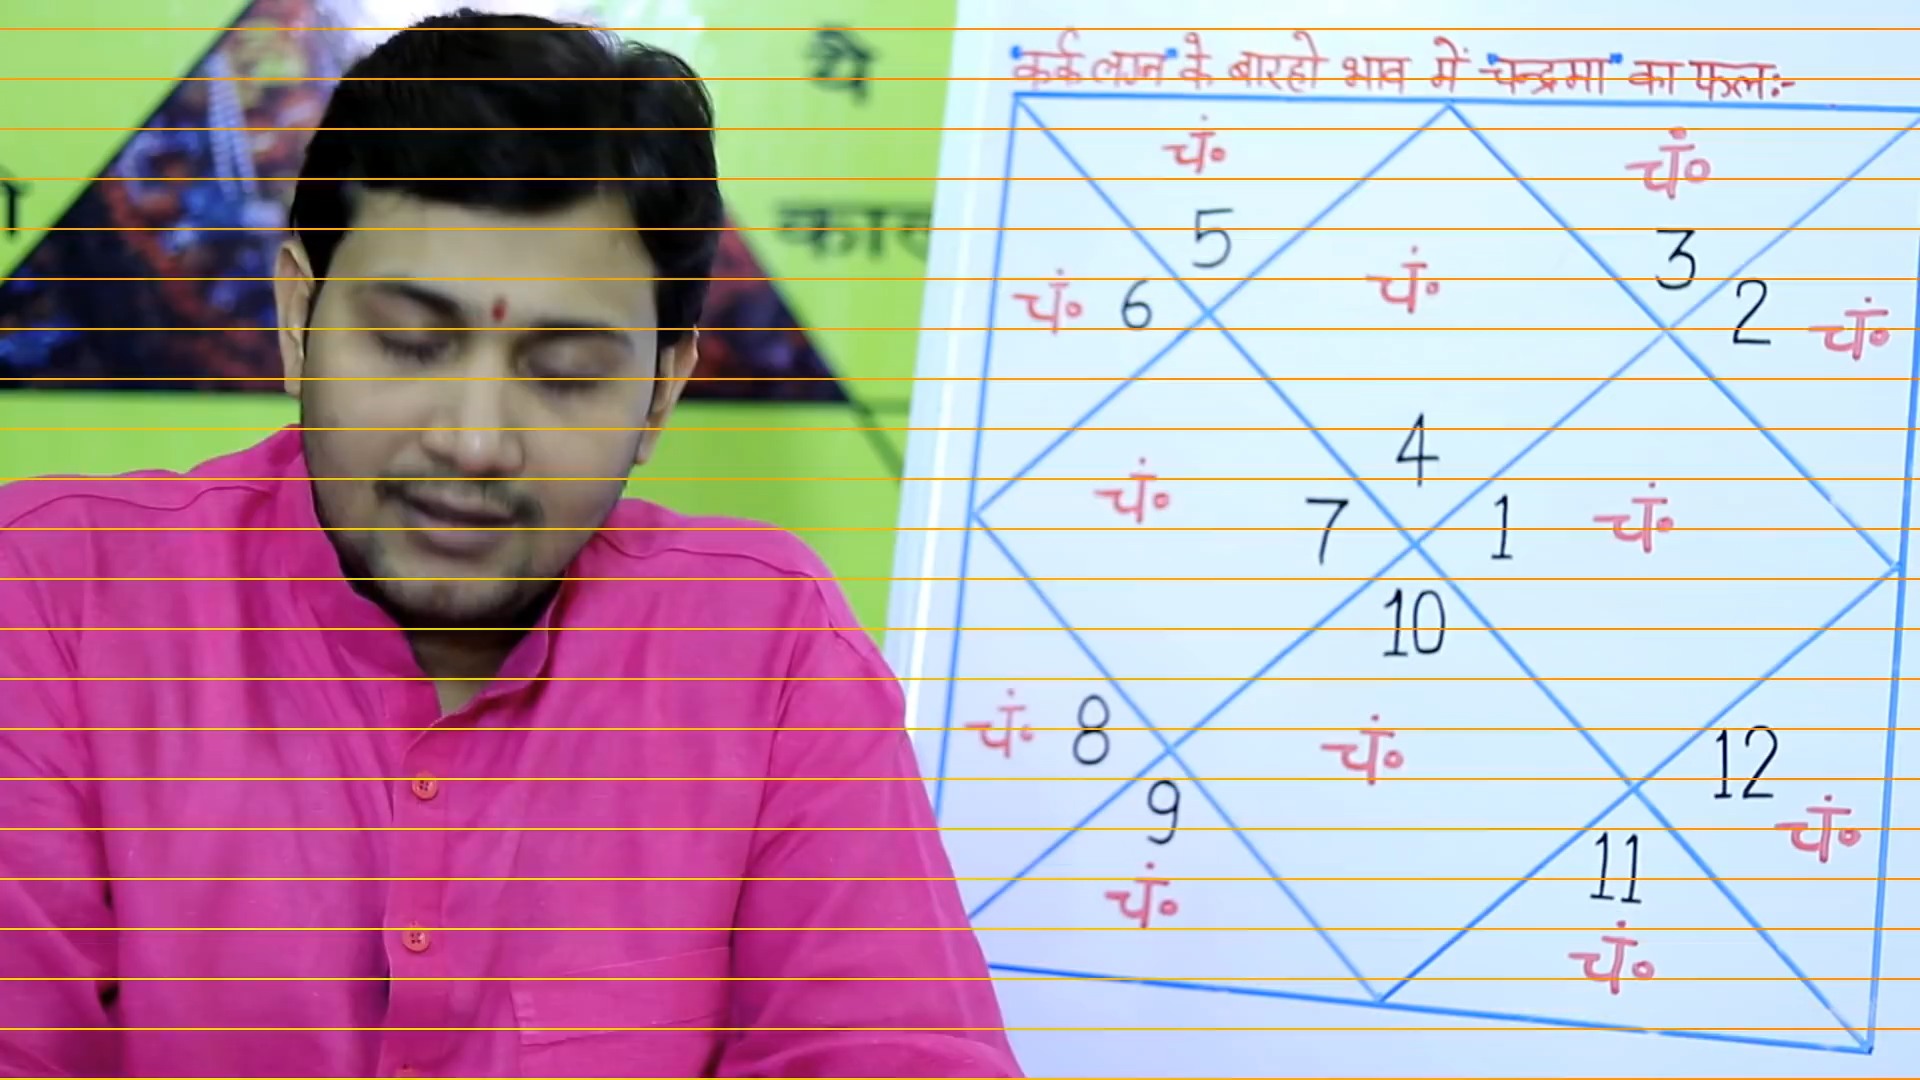 "कर्क लग्न" के बारहो भाव में "चन्द्रमा" का फल:-
ये
काल
चं॰ चं॰
5 3
चं॰ 6 चं॰ 2 चं॰
4
चं॰ 7 1 चं॰
10
चं॰ 8 चं॰ 12
9 चं॰
चं॰ 11
चं॰